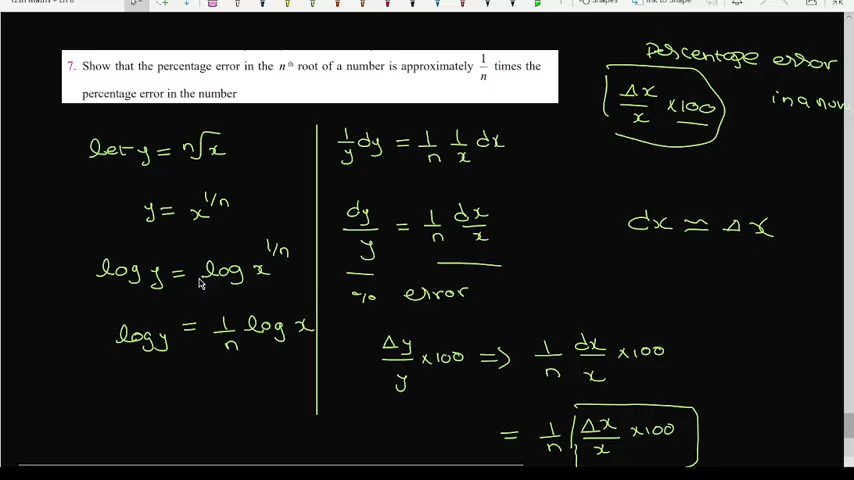 7. Show that the percentage error in the n th root of a number is approximately 1/n times the
percentage error in the number
let y = n√x
y = x^1/n
log y = log x^1/n
log y = 1/n log x
1/y dy = 1/n 1/x dx
dy/y = 1/n dx/x
% error
Δy/y × 100 => 1/n dx/x × 100
= 1/n Δx/x × 100
Percentage error
in a num
Δx/x × 100
dx ≃ Δx